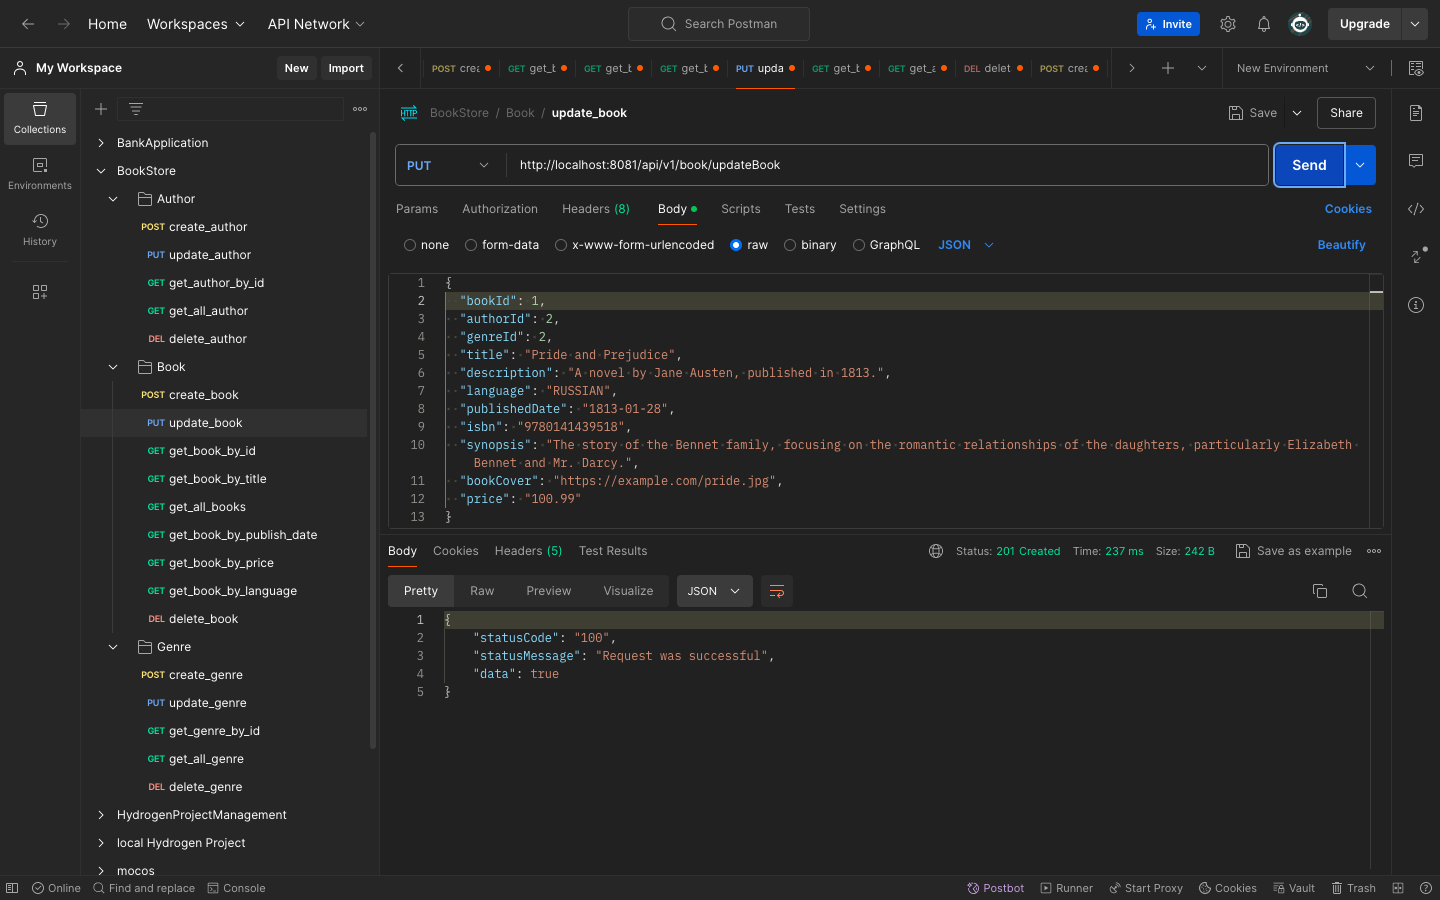 Home
Workspaces
API Network
Search Postman
Invite
Upgrade
My Workspace
New
Import
POST
GET
GET
GET
PUT upda
GET
GET
DEL delet
POST
New Environment
Collections
Environments
History
BankApplication
BookStore
Author
POST create_author
PUT update_author
GET get_author_by_id
GET get_all_author
DEL delete_author
Book
POST create_book
PUT update_book
GET get_book_by_id
GET get_book_by_title
GET get_all_books
GET get_book_by_publish_date
GET get_book_by_price
GET get_book_by_language
DEL delete_book
Genre
POST create_genre
PUT update_genre
GET get_genre_by_id
GET get_all_genre
DEL delete_genre
HydrogenProjectManagement
local Hydrogen Project
mocos
HTTP BookStore / Book / update_book
Save
Share
PUT
http://localhost:8081/api/v1/book/updateBook
Send
Params Authorization Headers (8) Body Scripts Tests Settings
Cookies
none form-data x-www-form-urlencoded raw binary GraphQL JSON
Beautify
1 {
2 "bookId": 1,
3 "authorId": 2,
4 "genreId": 2,
5 "title": "Pride and Prejudice",
6 "description": "A novel by Jane Austen, published in 1813.",
7 "language": "RUSSIAN",
8 "publishedDate": "1813-01-28",
9 "isbn": "9780141439518",
10 "synopsis": "The story of the Bennet family, focusing on the romantic relationships of the daughters, particularly Elizabeth
Bennet and Mr. Darcy.",
11 "bookCover": "https://example.com/pride.jpg",
12 "price": "100.99"
13 }
Body Cookies Headers (5) Test Results
Status: 201 Created Time: 237 ms Size: 242 B
Save as example
Pretty Raw Preview Visualize JSON
1 {
2 "statusCode": "100",
3 "statusMessage": "Request was successful",
4 "data": true
5 }
Online
Find and replace
Console
Postbot
Runner
Start Proxy
Cookies
Vault
Trash